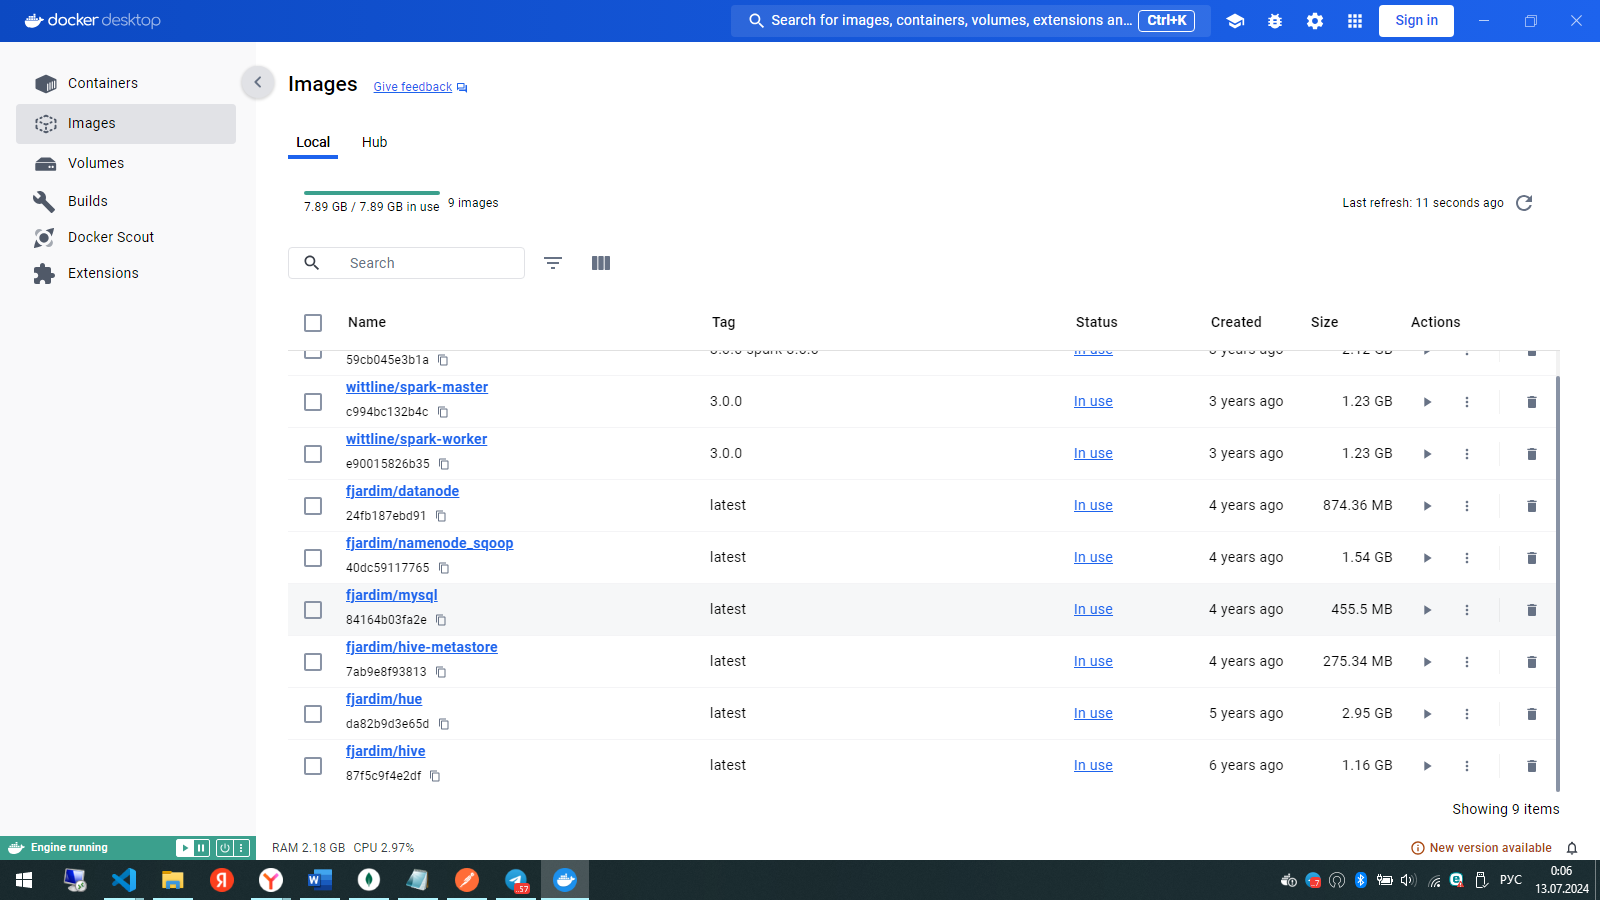 docker desktop
Search for images, containers, volumes, extensions an... Ctrl+K
Sign in
Containers
Images
Volumes
Builds
Docker Scout
Extensions
Images Give feedback
Local Hub
7.89 GB / 7.89 GB in use 9 images
Last refresh: 11 seconds ago
Search
Name Tag Status Created Size Actions
59cb045e3b1a
wittline/spark-master
c994bc132b4c
3.0.0 In use 3 years ago 1.23 GB
wittline/spark-worker
e90015826b35
3.0.0 In use 3 years ago 1.23 GB
fjardim/datanode
24fb187ebd91
latest In use 4 years ago 874.36 MB
fjardim/namenode_sqoop
40dc59117765
latest In use 4 years ago 1.54 GB
fjardim/mysql
84164b03fa2e
latest In use 4 years ago 455.5 MB
fjardim/hive-metastore
7ab9e8f93813
latest In use 4 years ago 275.34 MB
fjardim/hue
da82b9d3e65d
latest In use 5 years ago 2.95 GB
fjardim/hive
87f5c9f4e2df
latest In use 6 years ago 1.16 GB
Showing 9 items
Engine running
RAM 2.18 GB CPU 2.97%
New version available
РУС
0:06
13.07.2024